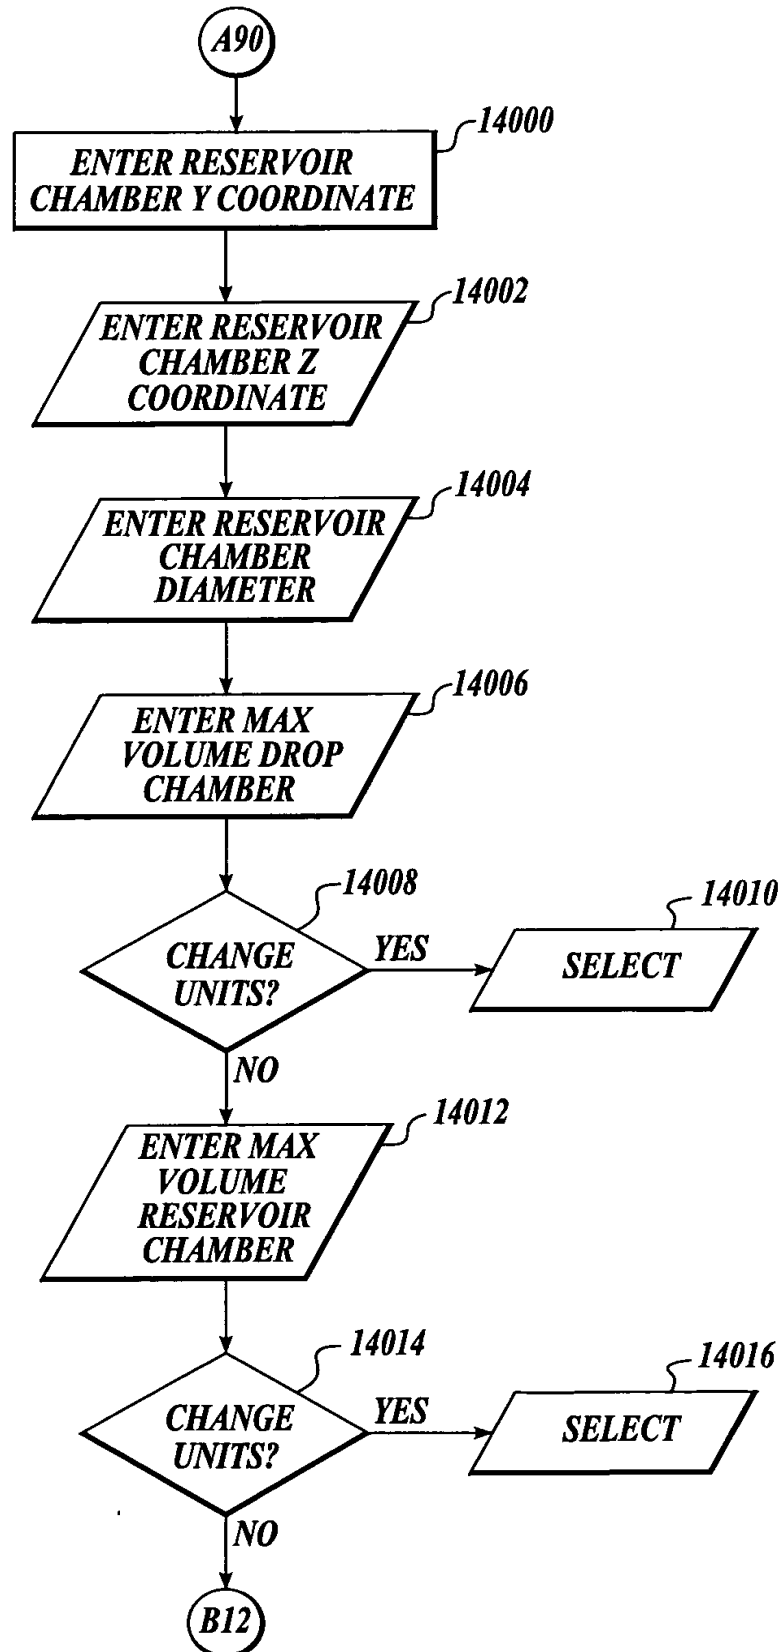 A90
14000
ENTER RESERVOIR
CHAMBER Y COORDINATE
14002
ENTER RESERVOIR
CHAMBER Z
COORDINATE
14004
ENTER RESERVOIR
CHAMBER
DIAMETER
14006
ENTER MAX
VOLUME DROP
CHAMBER
14008
CHANGE
UNITS?
YES
14010
SELECT
NO
14012
ENTER MAX
VOLUME
RESERVOIR
CHAMBER
14014
CHANGE
UNITS?
YES
14016
SELECT
NO
B12